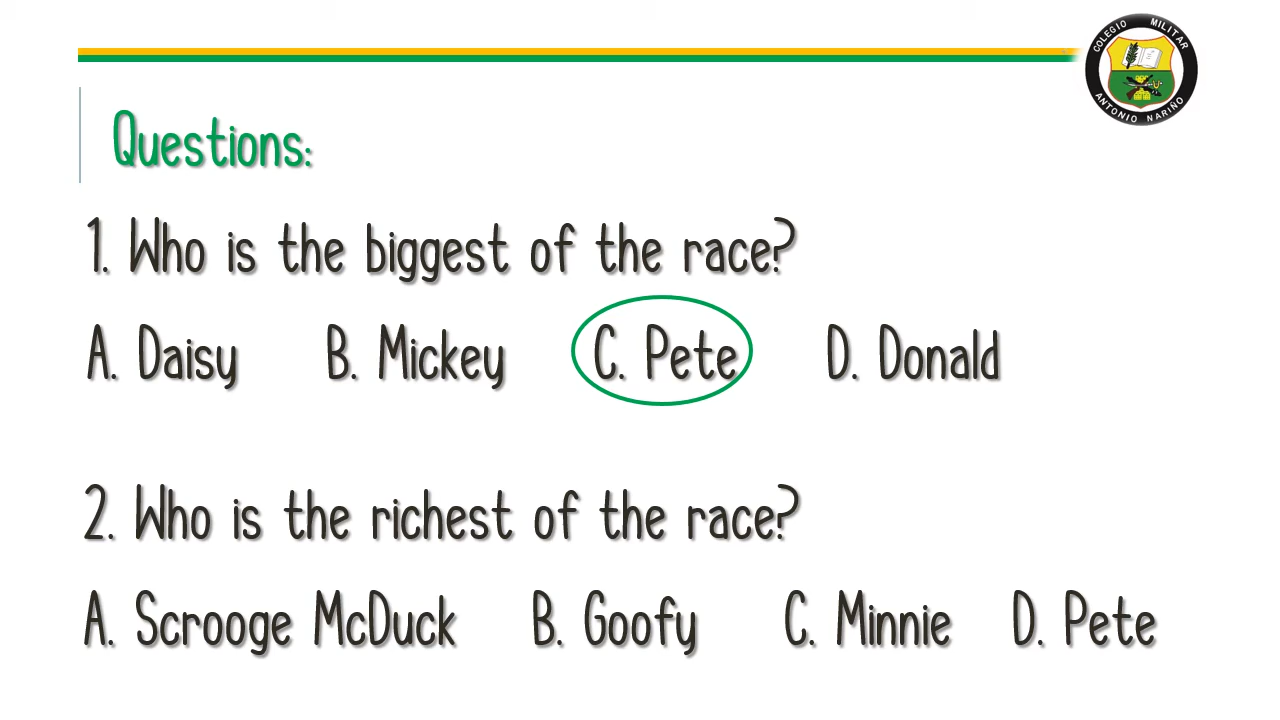 COLEGIO MILITAR
ANTONIO NARIÑO
Questions:
1. Who is the biggest of the race?
A. Daisy B. Mickey C. Pete D. Donald
2. Who is the richest of the race?
A. Scrooge McDuck B. Goofy C. Minnie D. Pete